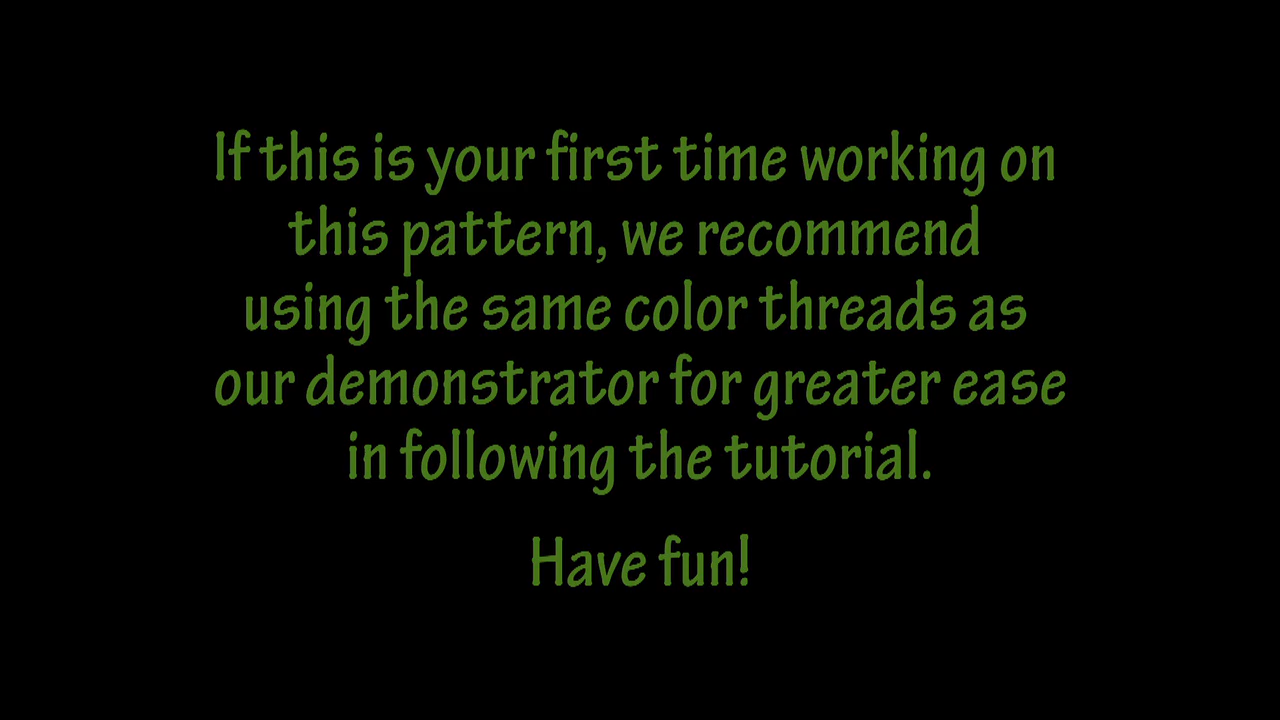 If this is your first time working on
this pattern, we recommend
using the same color threads as
our demonstrator for greater ease
in following the tutorial.
Have fun!